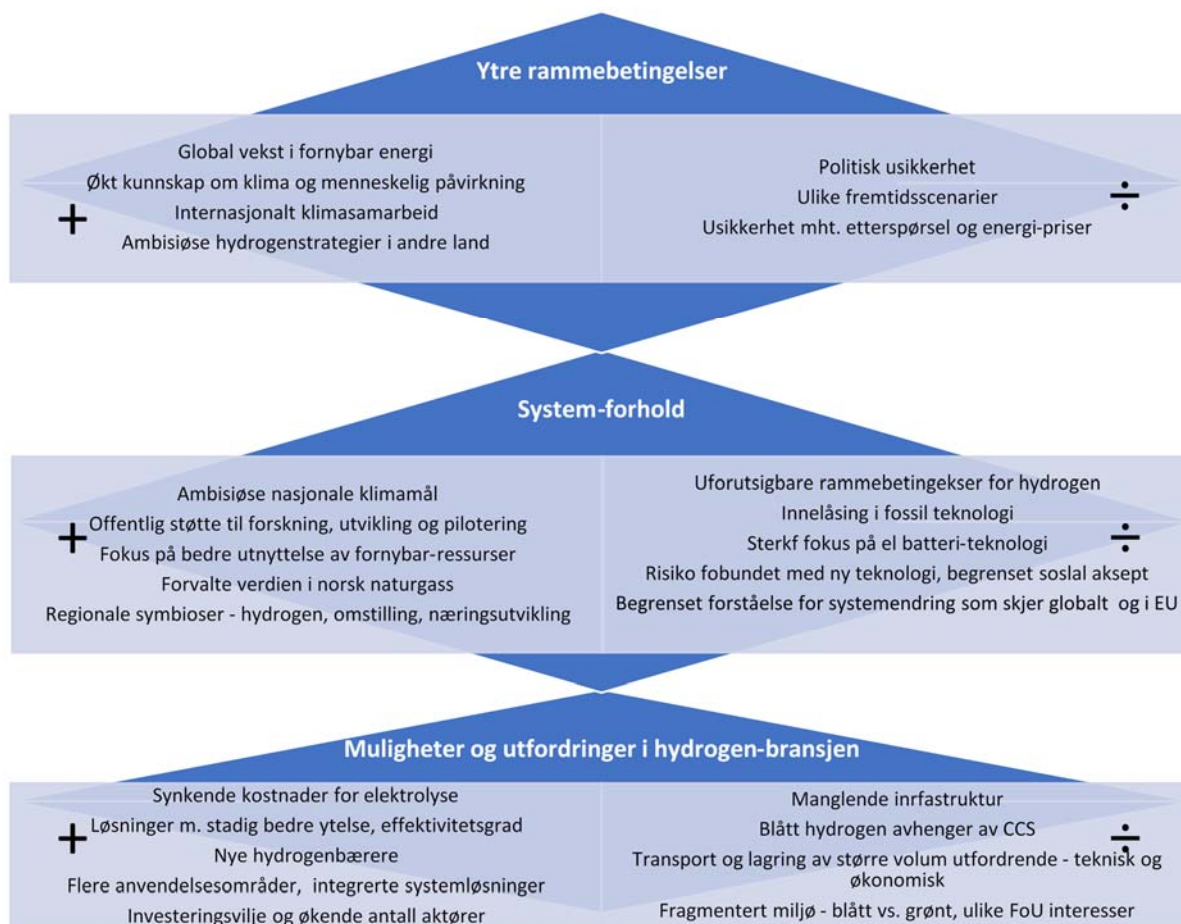 Ytre rammebetingelser
Global vekst i fornybar energi
Økt kunnskap om klima og menneskelig påvirkning
Internasjonalt klimasamarbeid
Ambisiøse hydrogenstrategier i andre land
+
Politisk usikkerhet
Ulike fremtidsscenarier
Usikkerhet mht. etterspørsel og energi-priser
÷
System-forhold
Ambisiøse nasjonale klimamål
Offentlig støtte til forskning, utvikling og pilotering
Fokus på bedre utnyttelse av fornybar-ressurser
Forvalte verdien i norsk naturgass
Regionale symbioser - hydrogen, omstilling, næringsutvikling
+
Uforutsigbare rammebetingekser for hydrogen
Innelåsing i fossil teknologi
Sterkf fokus på el batteri-teknologi
Risiko fobundet med ny teknologi, begrenset soslal aksept
Begrenset forståelse for systemendring som skjer globalt og i EU
÷
Muligheter og utfordringer i hydrogen-bransjen
Synkende kostnader for elektrolyse
Løsninger m. stadig bedre ytelse, effektivitetsgrad
Nye hydrogenbærere
Flere anvendelsesområder, integrerte systemløsninger
Investeringsvilje og økende antall aktører
+
Manglende inrfastruktur
Blått hydrogen avhenger av CCS
Transport og lagring av større volum utfordrende - teknisk og
økonomisk
Fragmentert miljø - blått vs. grønt, ulike FoU interesser
÷